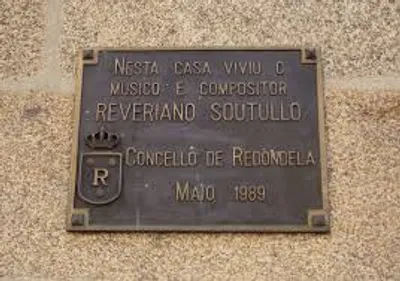 NESTA CASA VIVIU O
MÚSICO E COMPOSITOR
REVERIANO SOUTULLO
CONCELLO DE REDONDELA
R
MAIO 1989